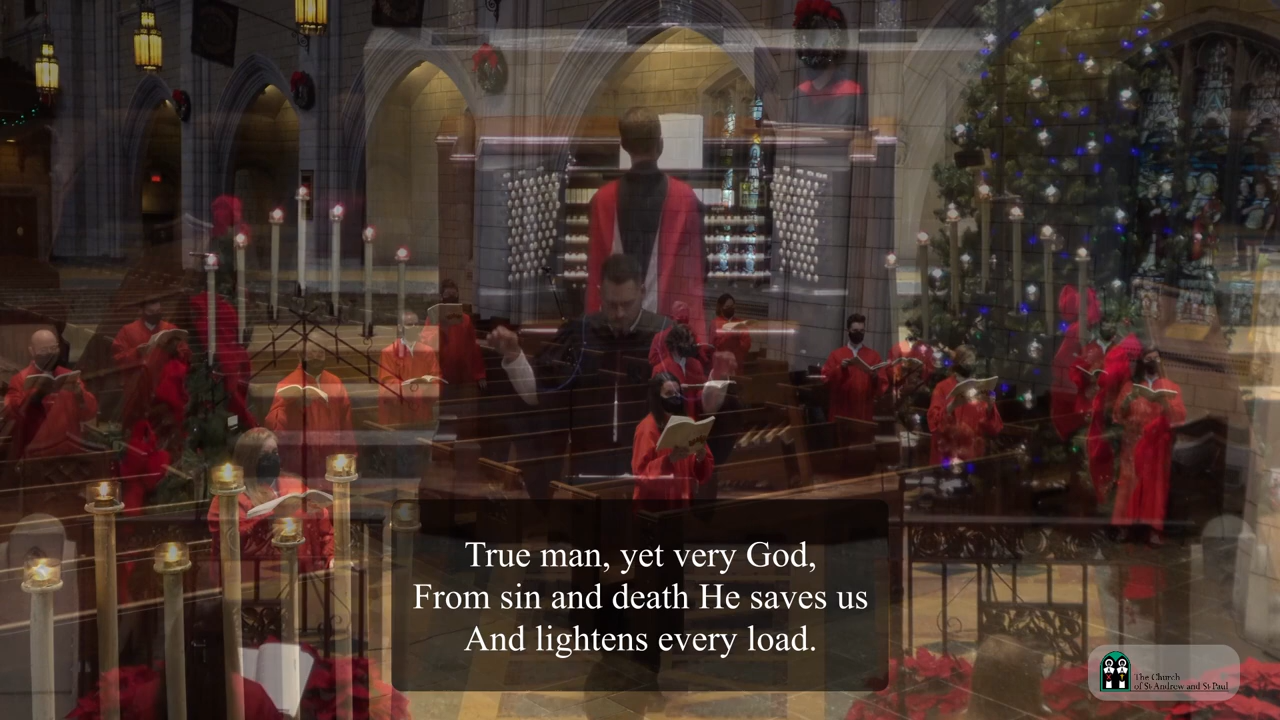 True man, yet very God,
From sin and death He saves us
And lightens every load.
The Church
of St Andrew and St Paul